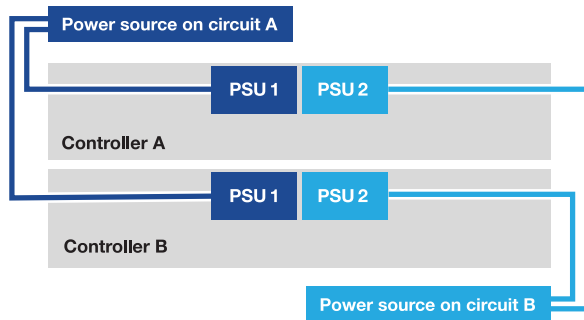 Power source on circuit A
PSU 1
PSU 2
Controller A
PSU 1
PSU 2
Controller B
Power source on circuit B